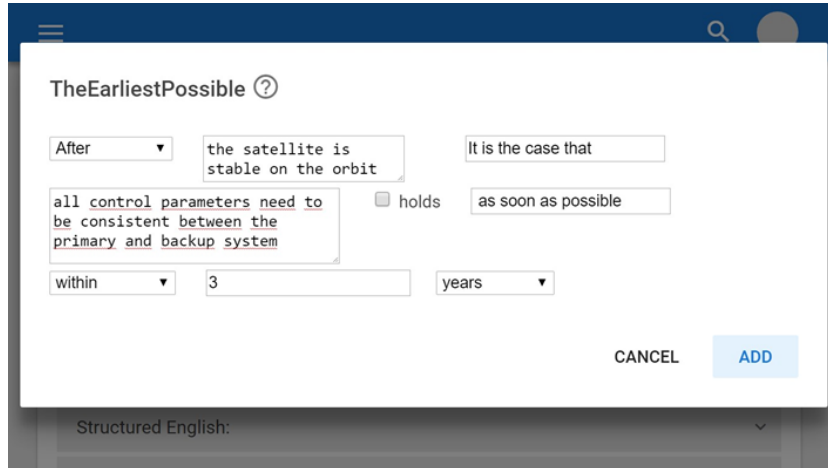 TheEarliestPossible ?
After the satellite is It is the case that
stable on the orbit
all control parameters need to holds as soon as possible
be consistent between the
primary and backup system
within 3 years
CANCEL ADD
Structured English: